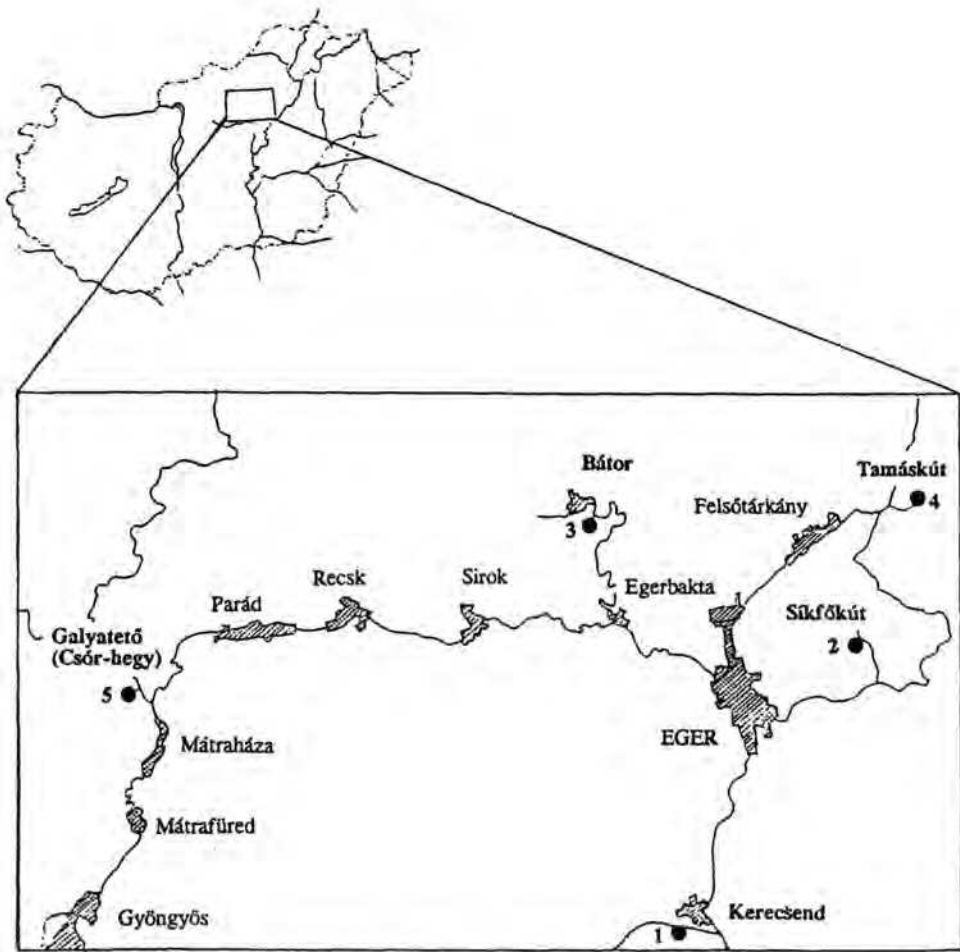 Bátor
Tamáskút
4
Felsőtárkány
3
Recsk
Sirok
Egerbakta
Parád
Síkfőkút
2
Galyatető
(Csór-hegy)
5
EGER
Mátraháza
Mátrafüred
Gyöngyös
Kerecsend
1